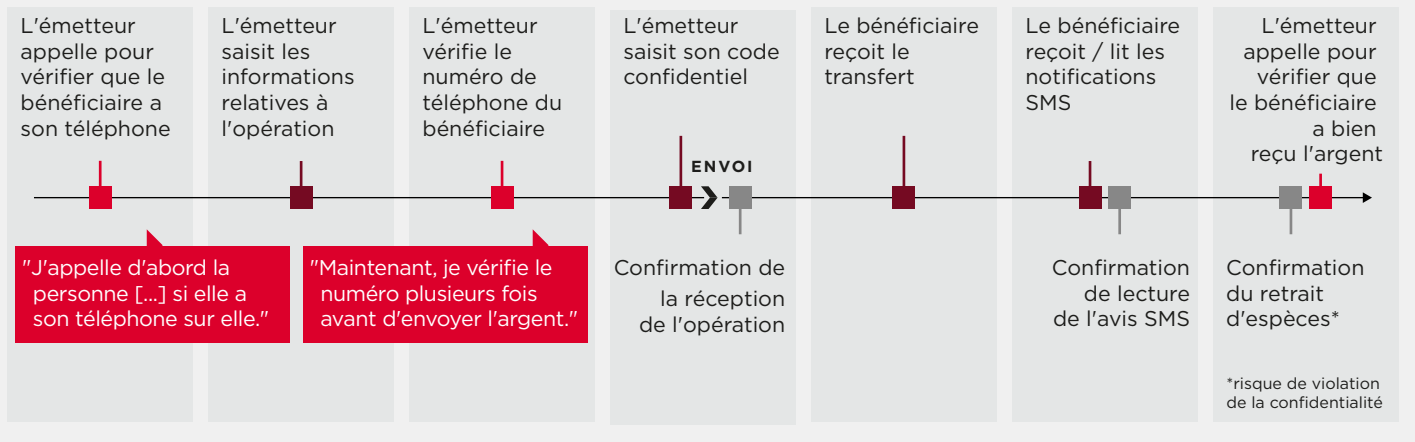 L'émetteur
appelle pour
vérifier que le
bénéficiaire a
son téléphone
L'émetteur
saisit les
informations
relatives à
l'opération
L'émetteur
vérifie le
numéro de
téléphone du
bénéficiaire
L'émetteur
saisit son code
confidentiel
Le bénéficiaire
reçoit le
transfert
Le bénéficiaire
reçoit / lit les
notifications
SMS
L'émetteur
appelle pour
vérifier que
le bénéficiaire
a bien
reçu l'argent
ENVOI
"J'appelle d'abord la
personne [...] si elle a
son téléphone sur elle."
"Maintenant, je vérifie le
numéro plusieurs fois
avant d'envoyer l'argent."
Confirmation de
la réception
de l'opération
Confirmation
de lecture
de l'avis SMS
Confirmation
du retrait
d'espèces*
*risque de violation
de la confidentialité